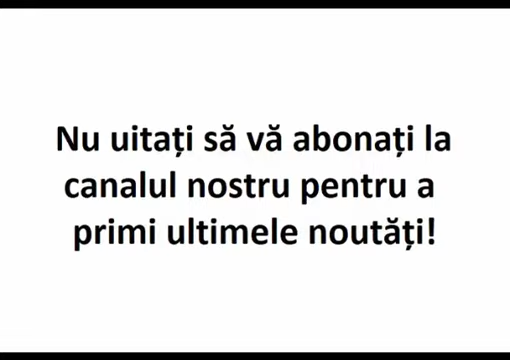 Nu uitați să vă abonați la
canalul nostru pentru a
primi ultimele noutăți!